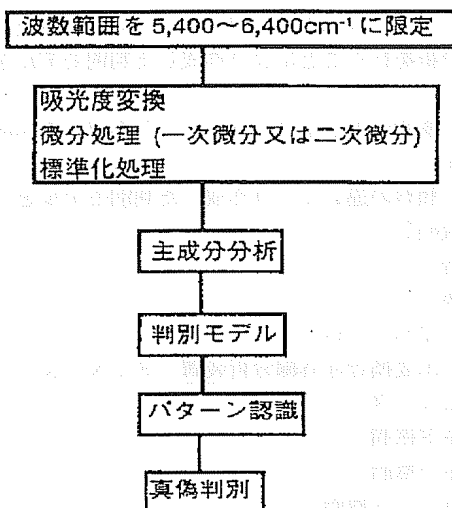 波数範囲を5,400～6,400cm⁻¹に限定
吸光度変換
微分処理 (一次微分又は二次微分)
標準化処理
主成分分析
判別モデル
パターン認識
真偽判別